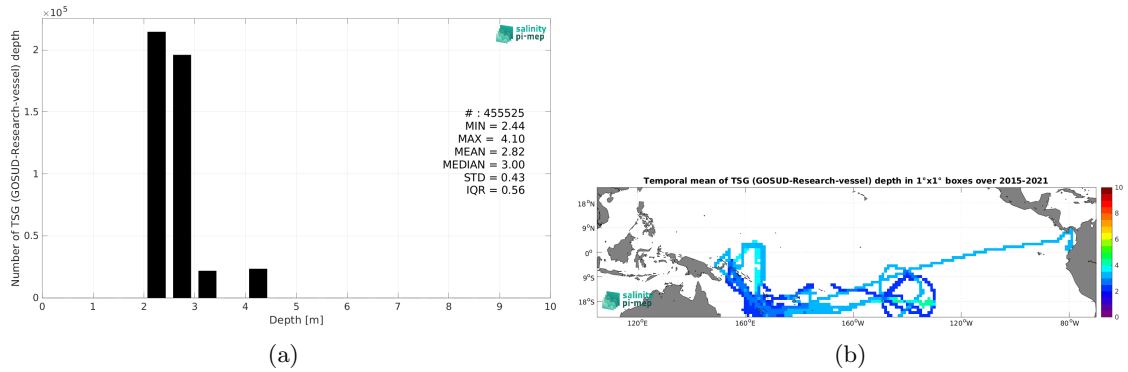 ×10^5
2
1.5
1
0.5
0
Number of TSG (GOSUD-Research-vessel) depth
salinity
pi-mep
# : 455525
MIN = 2.44
MAX = 4.10
MEAN = 2.82
MEDIAN = 3.00
STD = 0.43
IQR = 0.56
0 1 2 3 4 5 6 7 8 9 10
Depth [m]
(a)
Temporal mean of TSG (GOSUD-Research-vessel) depth in 1°x1° boxes over 2015-2021
18°N
9°N
0°
9°S
18°S
salinity
pi-mep
120°E 160°E 160°W 120°W 80°W
10
8
6
4
2
0
(b)